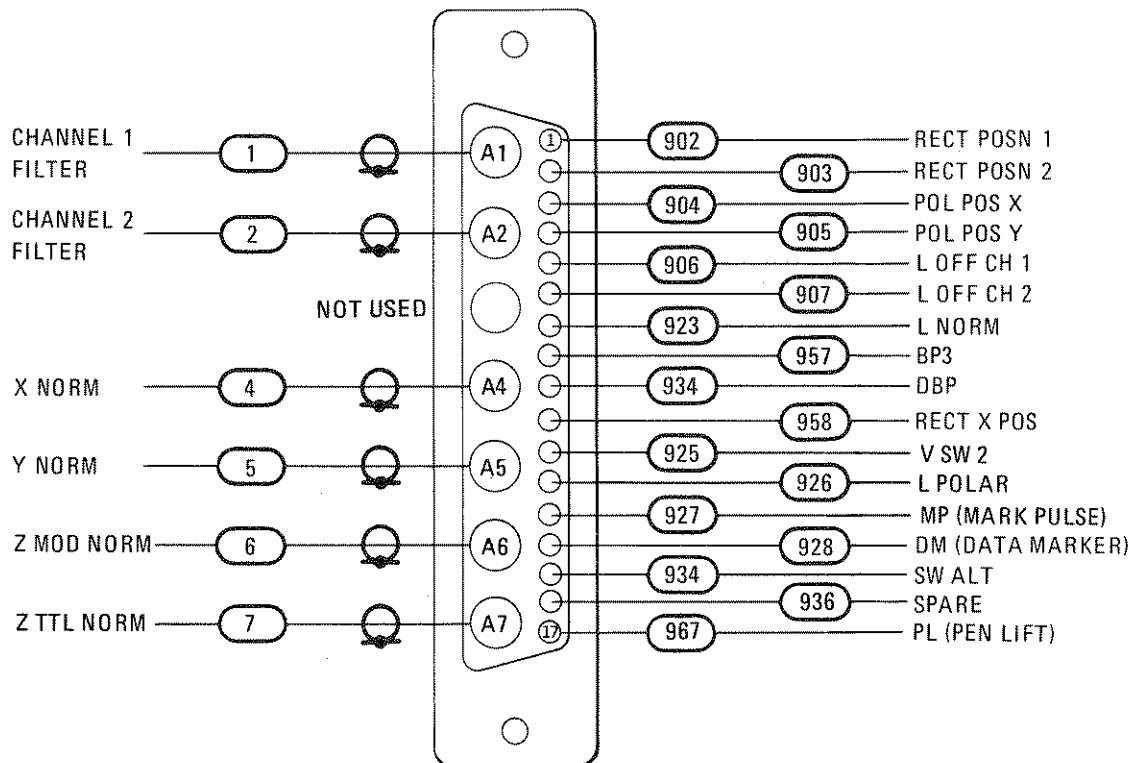 CHANNEL 1
FILTER
1
A1
CHANNEL 2
FILTER
2
A2
NOT USED
X NORM
4
A4
Y NORM
5
A5
Z MOD NORM
6
A6
Z TTL NORM
7
A7
1
902
RECT POSN 1
903
RECT POSN 2
904
POL POS X
905
POL POS Y
906
L OFF CH 1
907
L OFF CH 2
923
L NORM
957
BP3
934
DBP
958
RECT X POS
925
V SW 2
926
L POLAR
927
MP (MARK PULSE)
928
DM (DATA MARKER)
934
SW ALT
936
SPARE
17
967
PL (PEN LIFT)